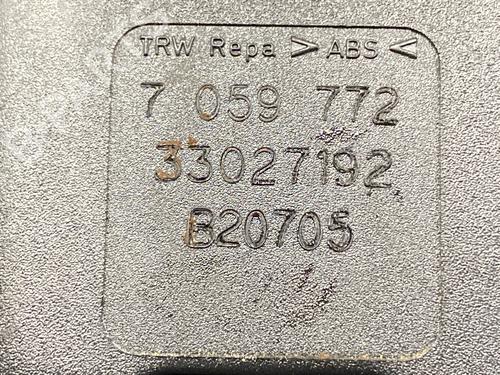 TRW Repa > ABS <
7 059 772
33027192
B20705